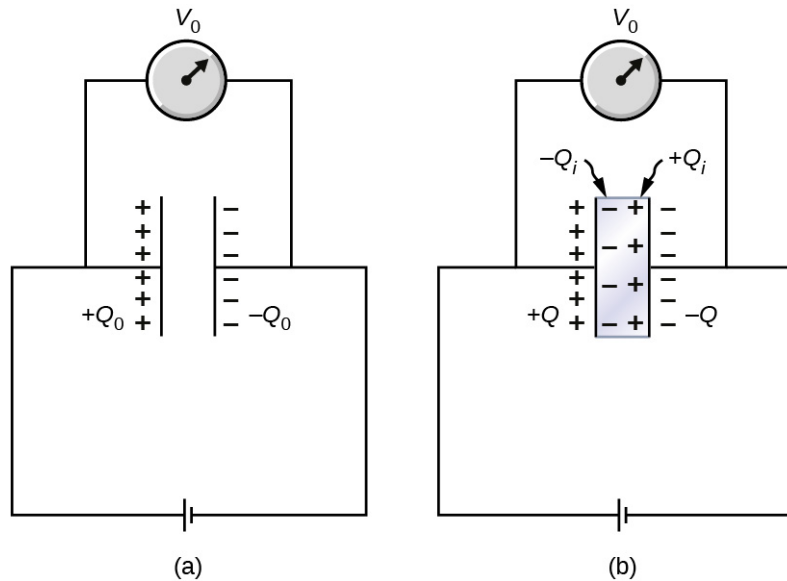 V₀
+Q₀
–Q₀
(a)
V₀
–Qᵢ
+Qᵢ
+Q
–Q
(b)